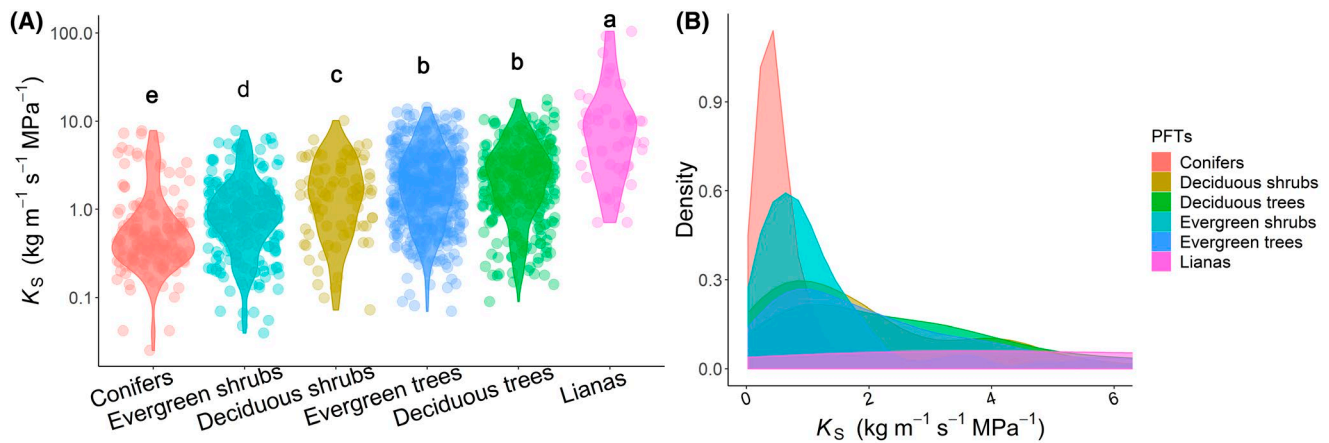 (A)
100.0
10.0
1.0
0.1
K_S (kg m⁻¹ s⁻¹ MPa⁻¹)
e
d
c
b
b
a
Conifers
Evergreen shrubs
Deciduous shrubs
Evergreen trees
Deciduous trees
Lianas
(B)
0.9
0.6
0.3
0.0
Density
0
2
4
6
K_S (kg m⁻¹ s⁻¹ MPa⁻¹)
PFTs
Conifers
Deciduous shrubs
Deciduous trees
Evergreen shrubs
Evergreen trees
Lianas